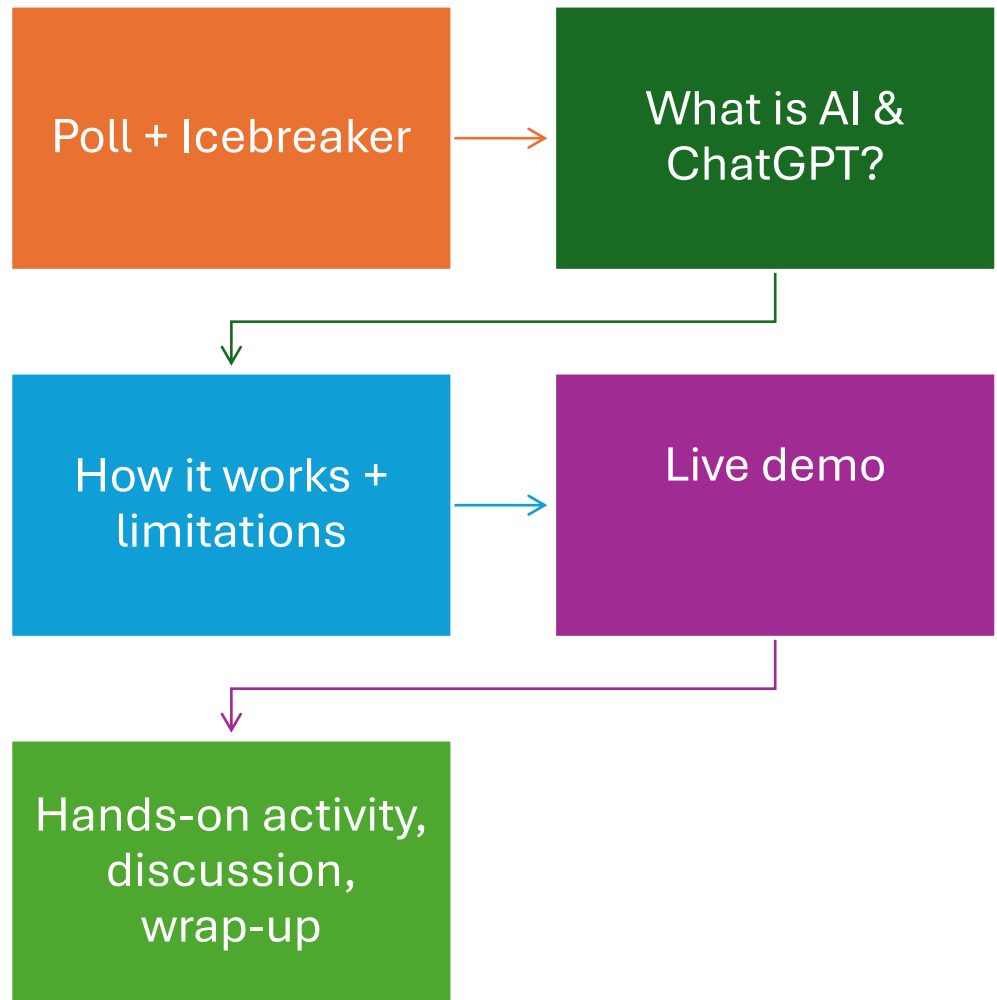 Poll + Icebreaker
What is AI &
ChatGPT?
How it works +
limitations
Live demo
Hands-on activity,
discussion,
wrap-up